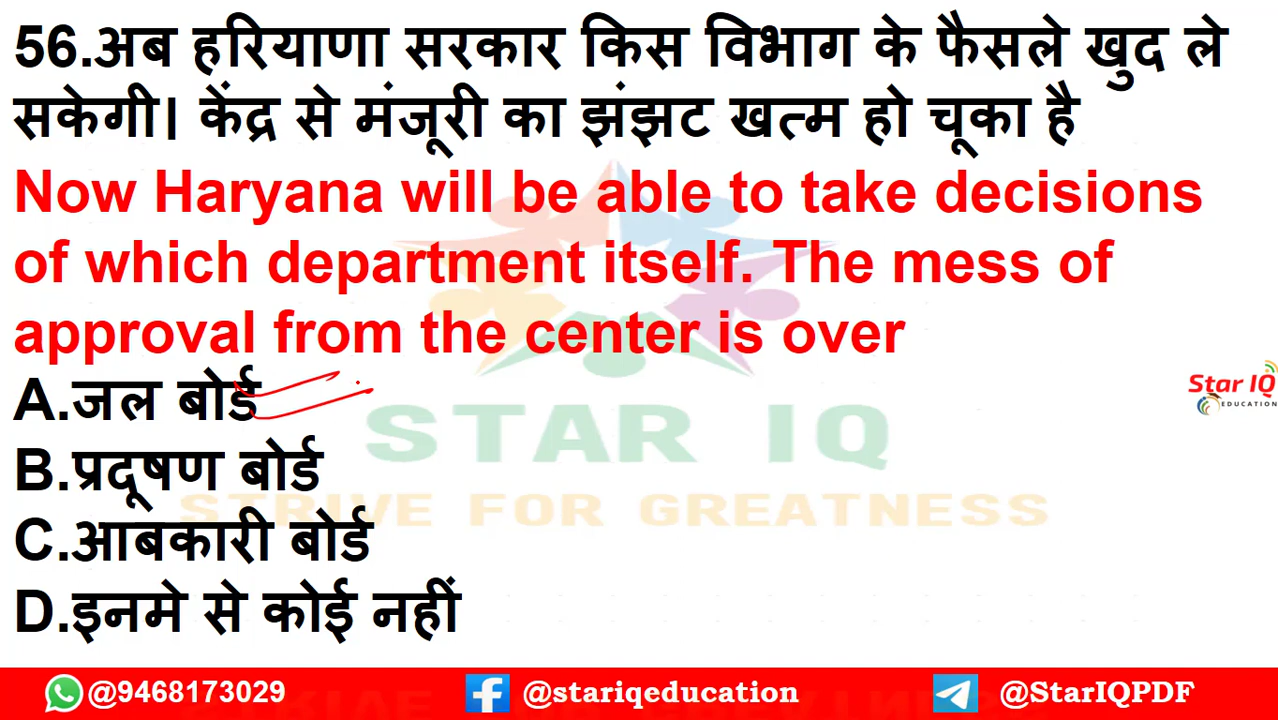 56.अब हरियाणा सरकार किस विभाग के फैसले खुद ले
सकेगी। केंद्र से मंजूरी का झंझट खत्म हो चूका है
Now Haryana will be able to take decisions
of which department itself. The mess of
approval from the center is over
A.जल बोर्ड
B.प्रदूषण बोर्ड
C.आबकारी बोर्ड
D.इनमे से कोई नहीं
STAR IQ
STRIVE FOR GREATNESS
Star IQ
EDUCATION
@9468173029 @stariqeducation @StarIQPDF